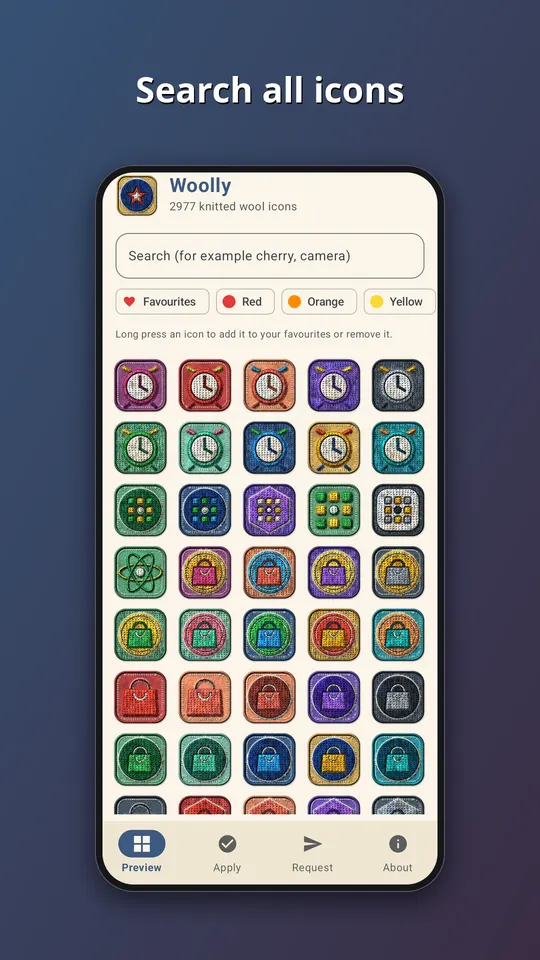 Search all icons
Woolly
2977 knitted wool icons
Search (for example cherry, camera)
Favourites Red Orange Yellow
Long press an icon to add it to your favourites or remove it.
Preview Apply Request About